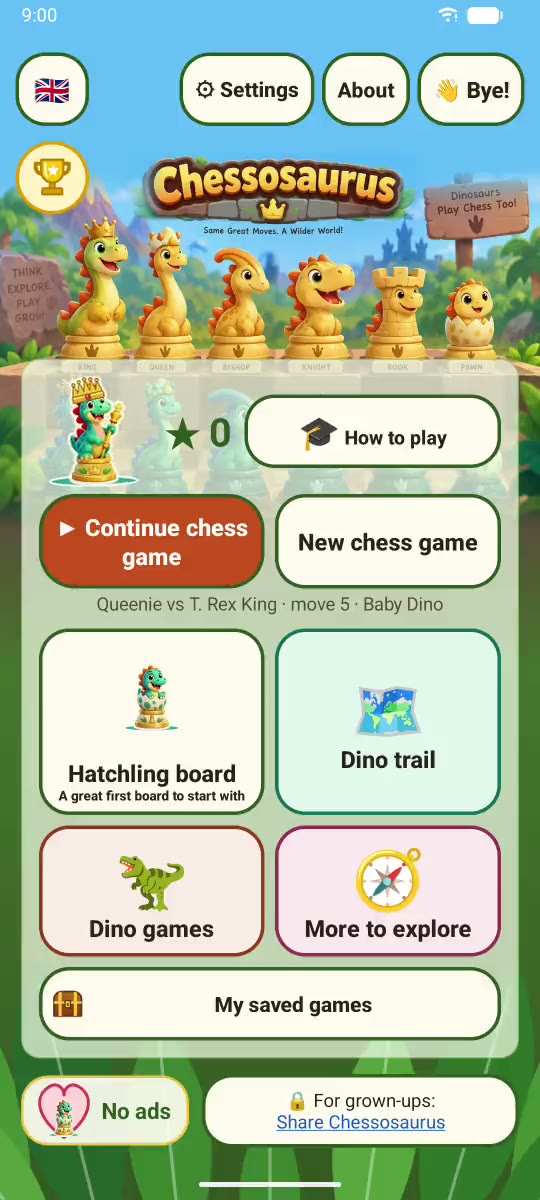 9:00
⚙ Settings
About
👋 Bye!
Chessosaurus
Same Great Moves. A Wilder World!
Dinosaurs
Play Chess Too!
THINK
EXPLORE
PLAY
GROW
KING
QUEEN
BISHOP
KNIGHT
ROOK
PAWN
★ 0
How to play
► Continue chess
game
New chess game
Queenie vs T. Rex King · move 5 · Baby Dino
Hatchling board
A great first board to start with
Dino trail
Dino games
More to explore
My saved games
No ads
🔒 For grown-ups:
Share Chessosaurus